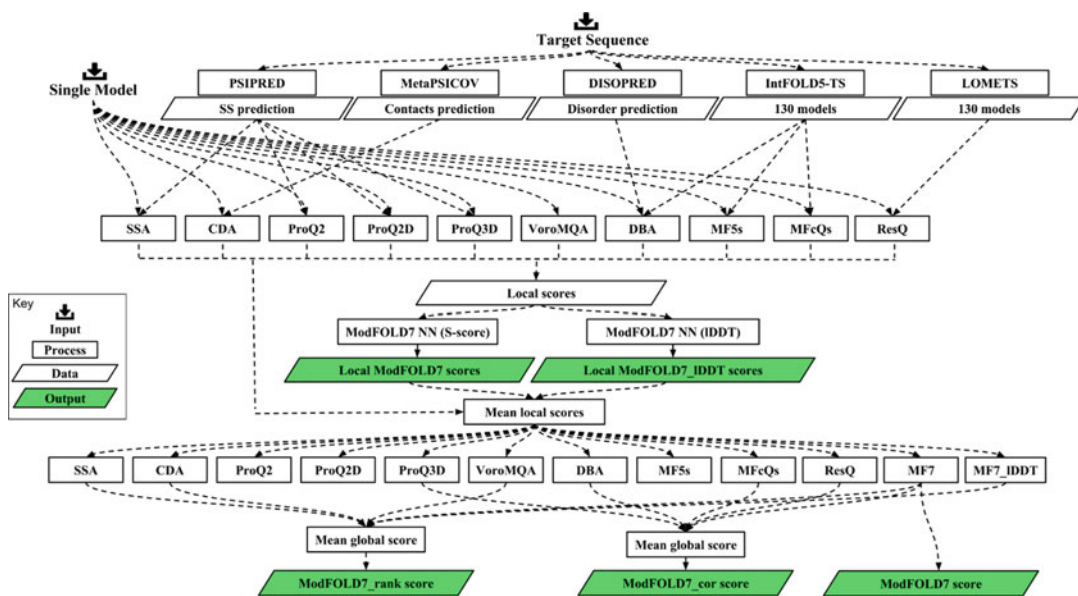 Target Sequence
Single Model
PSIPRED
MetaPSICOV
DISOPRED
IntFOLD5-TS
LOMETS
SS prediction
Contacts prediction
Disorder prediction
130 models
130 models
SSA
CDA
ProQ2
ProQ2D
ProQ3D
VoroMQA
DBA
MF5s
MFcQs
ResQ
Local scores
Key
Input
Process
Data
Output
ModFOLD7 NN (S-score)
ModFOLD7 NN (lDDT)
Local ModFOLD7 scores
Local ModFOLD7_lDDT scores
Mean local scores
SSA
CDA
ProQ2
ProQ2D
ProQ3D
VoroMQA
DBA
MF5s
MFcQs
ResQ
MF7
MF7_lDDT
Mean global score
Mean global score
ModFOLD7_rank score
ModFOLD7_cor score
ModFOLD7 score